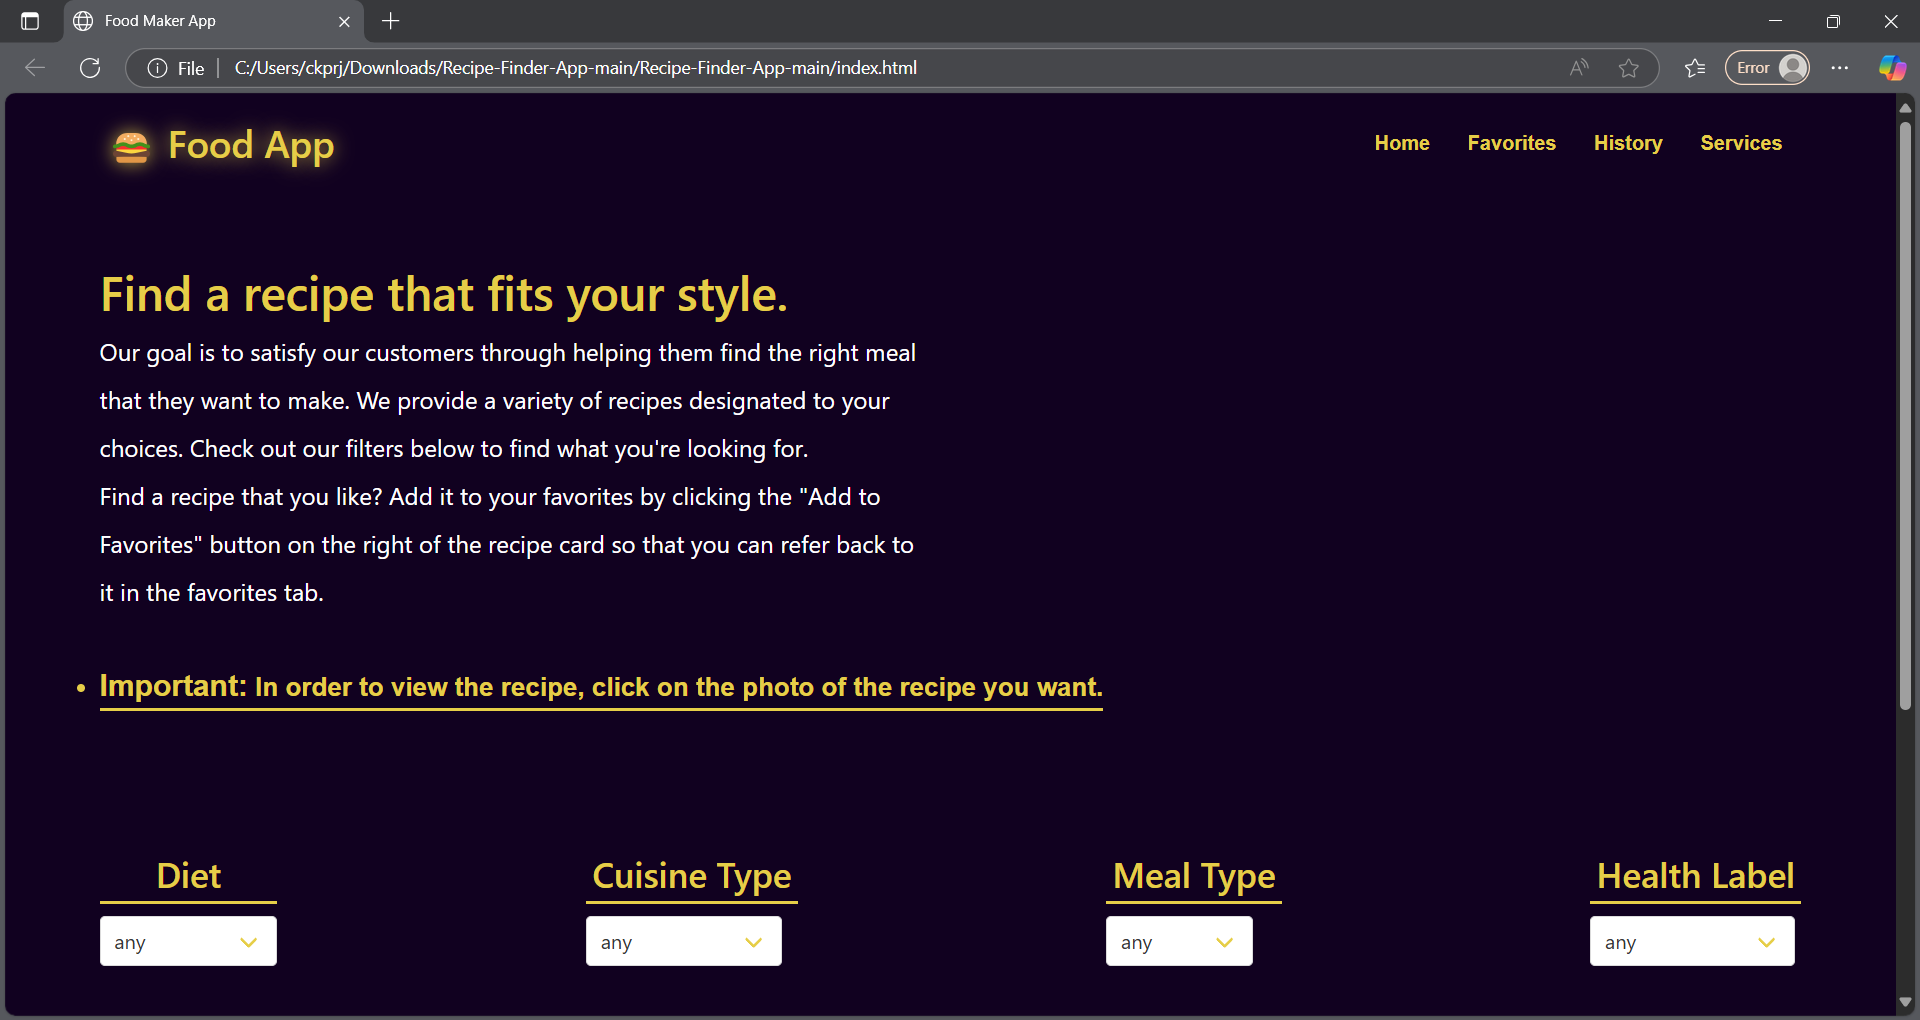 Food Maker App
File
C:/Users/ckprj/Downloads/Recipe-Finder-App-main/Recipe-Finder-App-main/index.html
Error
Food App
Home Favorites History Services
Find a recipe that fits your style.
Our goal is to satisfy our customers through helping them find the right meal
that they want to make. We provide a variety of recipes designated to your
choices. Check out our filters below to find what you're looking for.
Find a recipe that you like? Add it to your favorites by clicking the "Add to
Favorites" button on the right of the recipe card so that you can refer back to
it in the favorites tab.
• Important: In order to view the recipe, click on the photo of the recipe you want.
Diet Cuisine Type Meal Type Health Label
any any any any